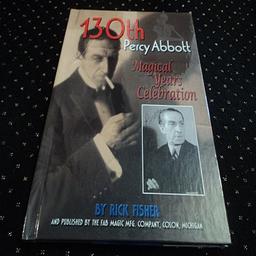 130th
Percy Abbott
Magical
Years
Celebration
BY RICK FISHER
AND PUBLISHED BY THE FAB MAGIC MFG. COMPANY, COLON, MICHIGAN